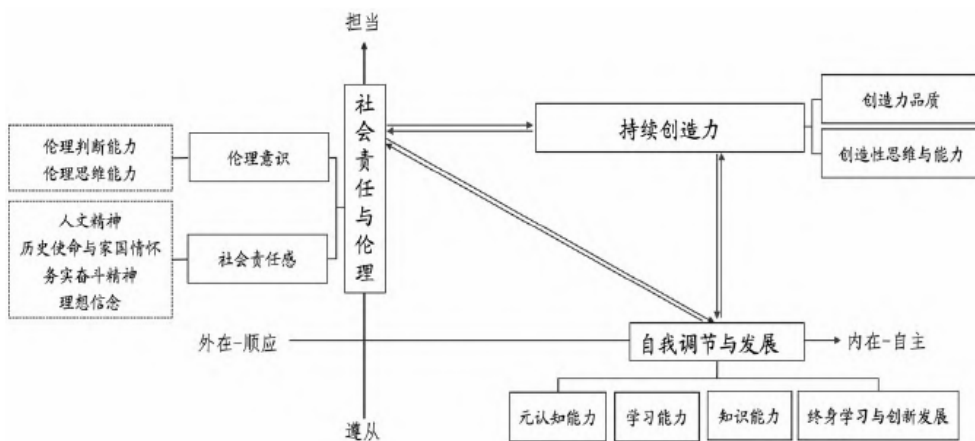 担当
社会责任与伦理
持续创造力
创造力品质
创造性思维与能力
伦理判断能力
伦理思维能力
伦理意识
人文精神
历史使命与家国情怀
务实奋斗精神
理想信念
社会责任感
外在-顺应
自我调节与发展
内在-自主
元认知能力
学习能力
知识能力
终身学习与创新发展
遵从